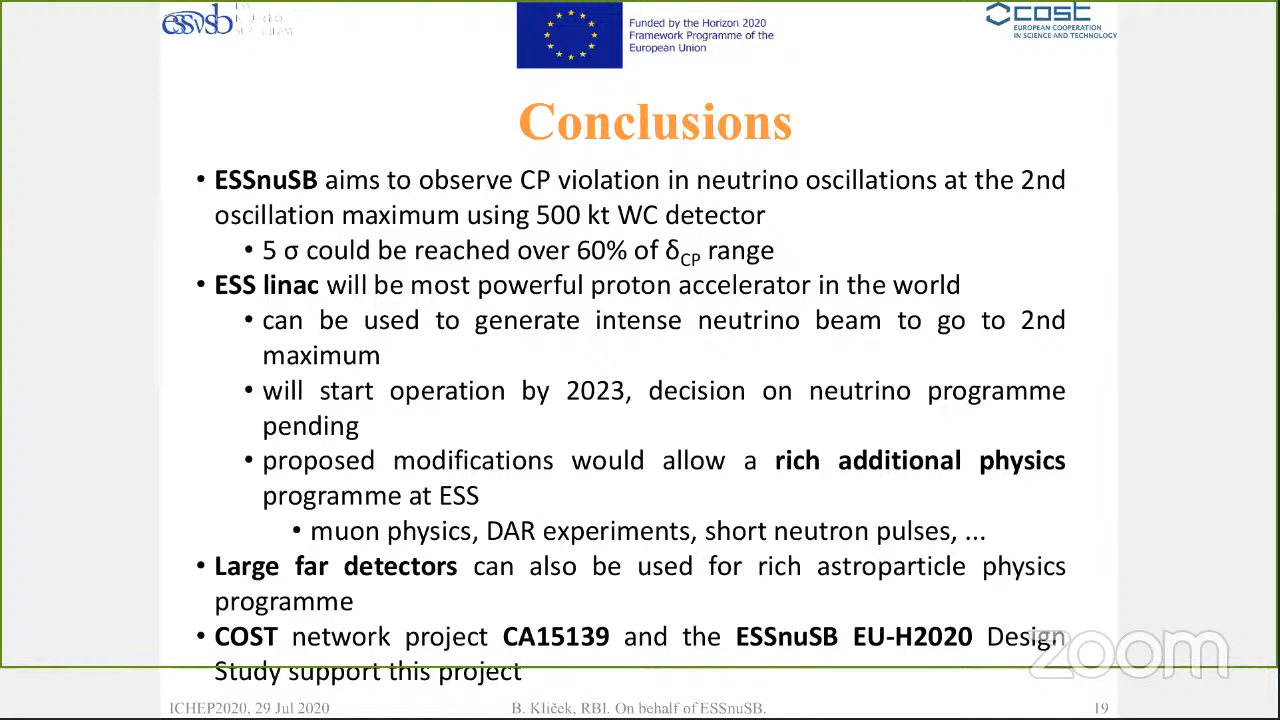 essνsb
Funded by the Horizon 2020
Framework Programme of the
European Union
cost
EUROPEAN COOPERATION
IN SCIENCE AND TECHNOLOGY
Conclusions
• ESSnuSB aims to observe CP violation in neutrino oscillations at the 2nd
oscillation maximum using 500 kt WC detector
• 5 σ could be reached over 60% of δCP range
• ESS linac will be most powerful proton accelerator in the world
• can be used to generate intense neutrino beam to go to 2nd
maximum
• will start operation by 2023, decision on neutrino programme
pending
• proposed modifications would allow a rich additional physics
programme at ESS
• muon physics, DAR experiments, short neutron pulses, ...
• Large far detectors can also be used for rich astroparticle physics
programme
• COST network project CA15139 and the ESSnuSB EU-H2020 Design
Study support this project
zoom
ICHEP2020, 29 Jul 2020
B. Kliček, RBI. On behalf of ESSnuSB.
19